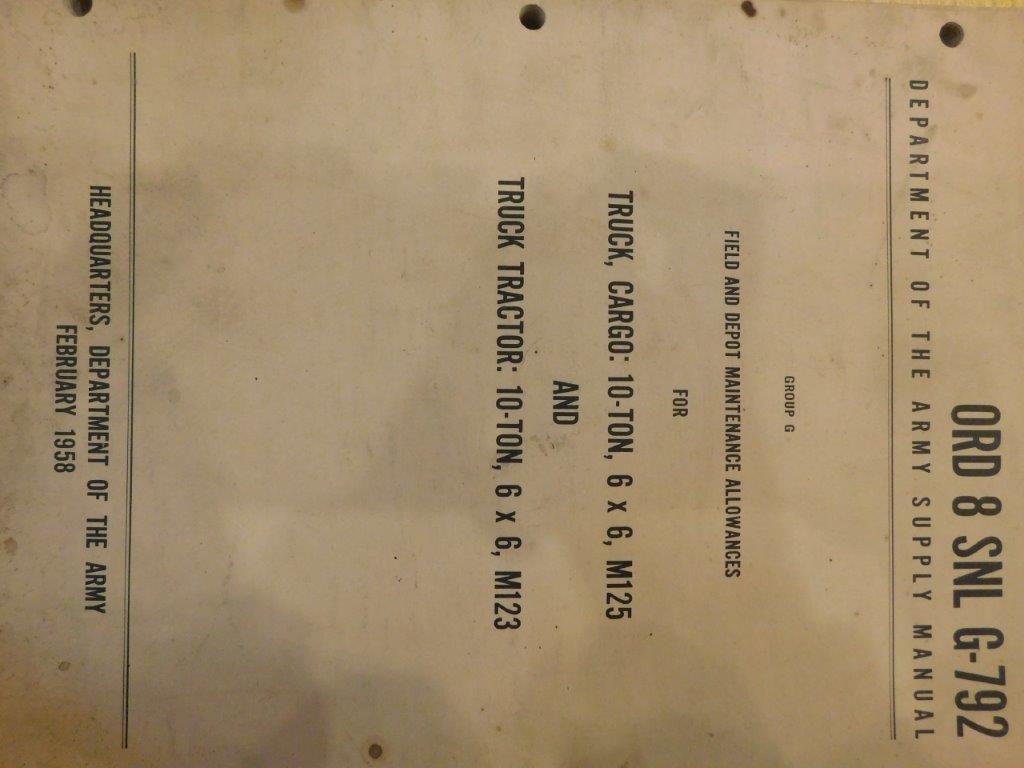 ORD 8 SNL G-792
DEPARTMENT OF THE ARMY SUPPLY MANUAL
GROUP G
FIELD AND DEPOT MAINTENANCE ALLOWANCES
FOR
TRUCK, CARGO: 10-TON, 6 x 6, M125
AND
TRUCK TRACTOR: 10-TON, 6 x 6, M123
HEADQUARTERS, DEPARTMENT OF THE ARMY
FEBRUARY 1958